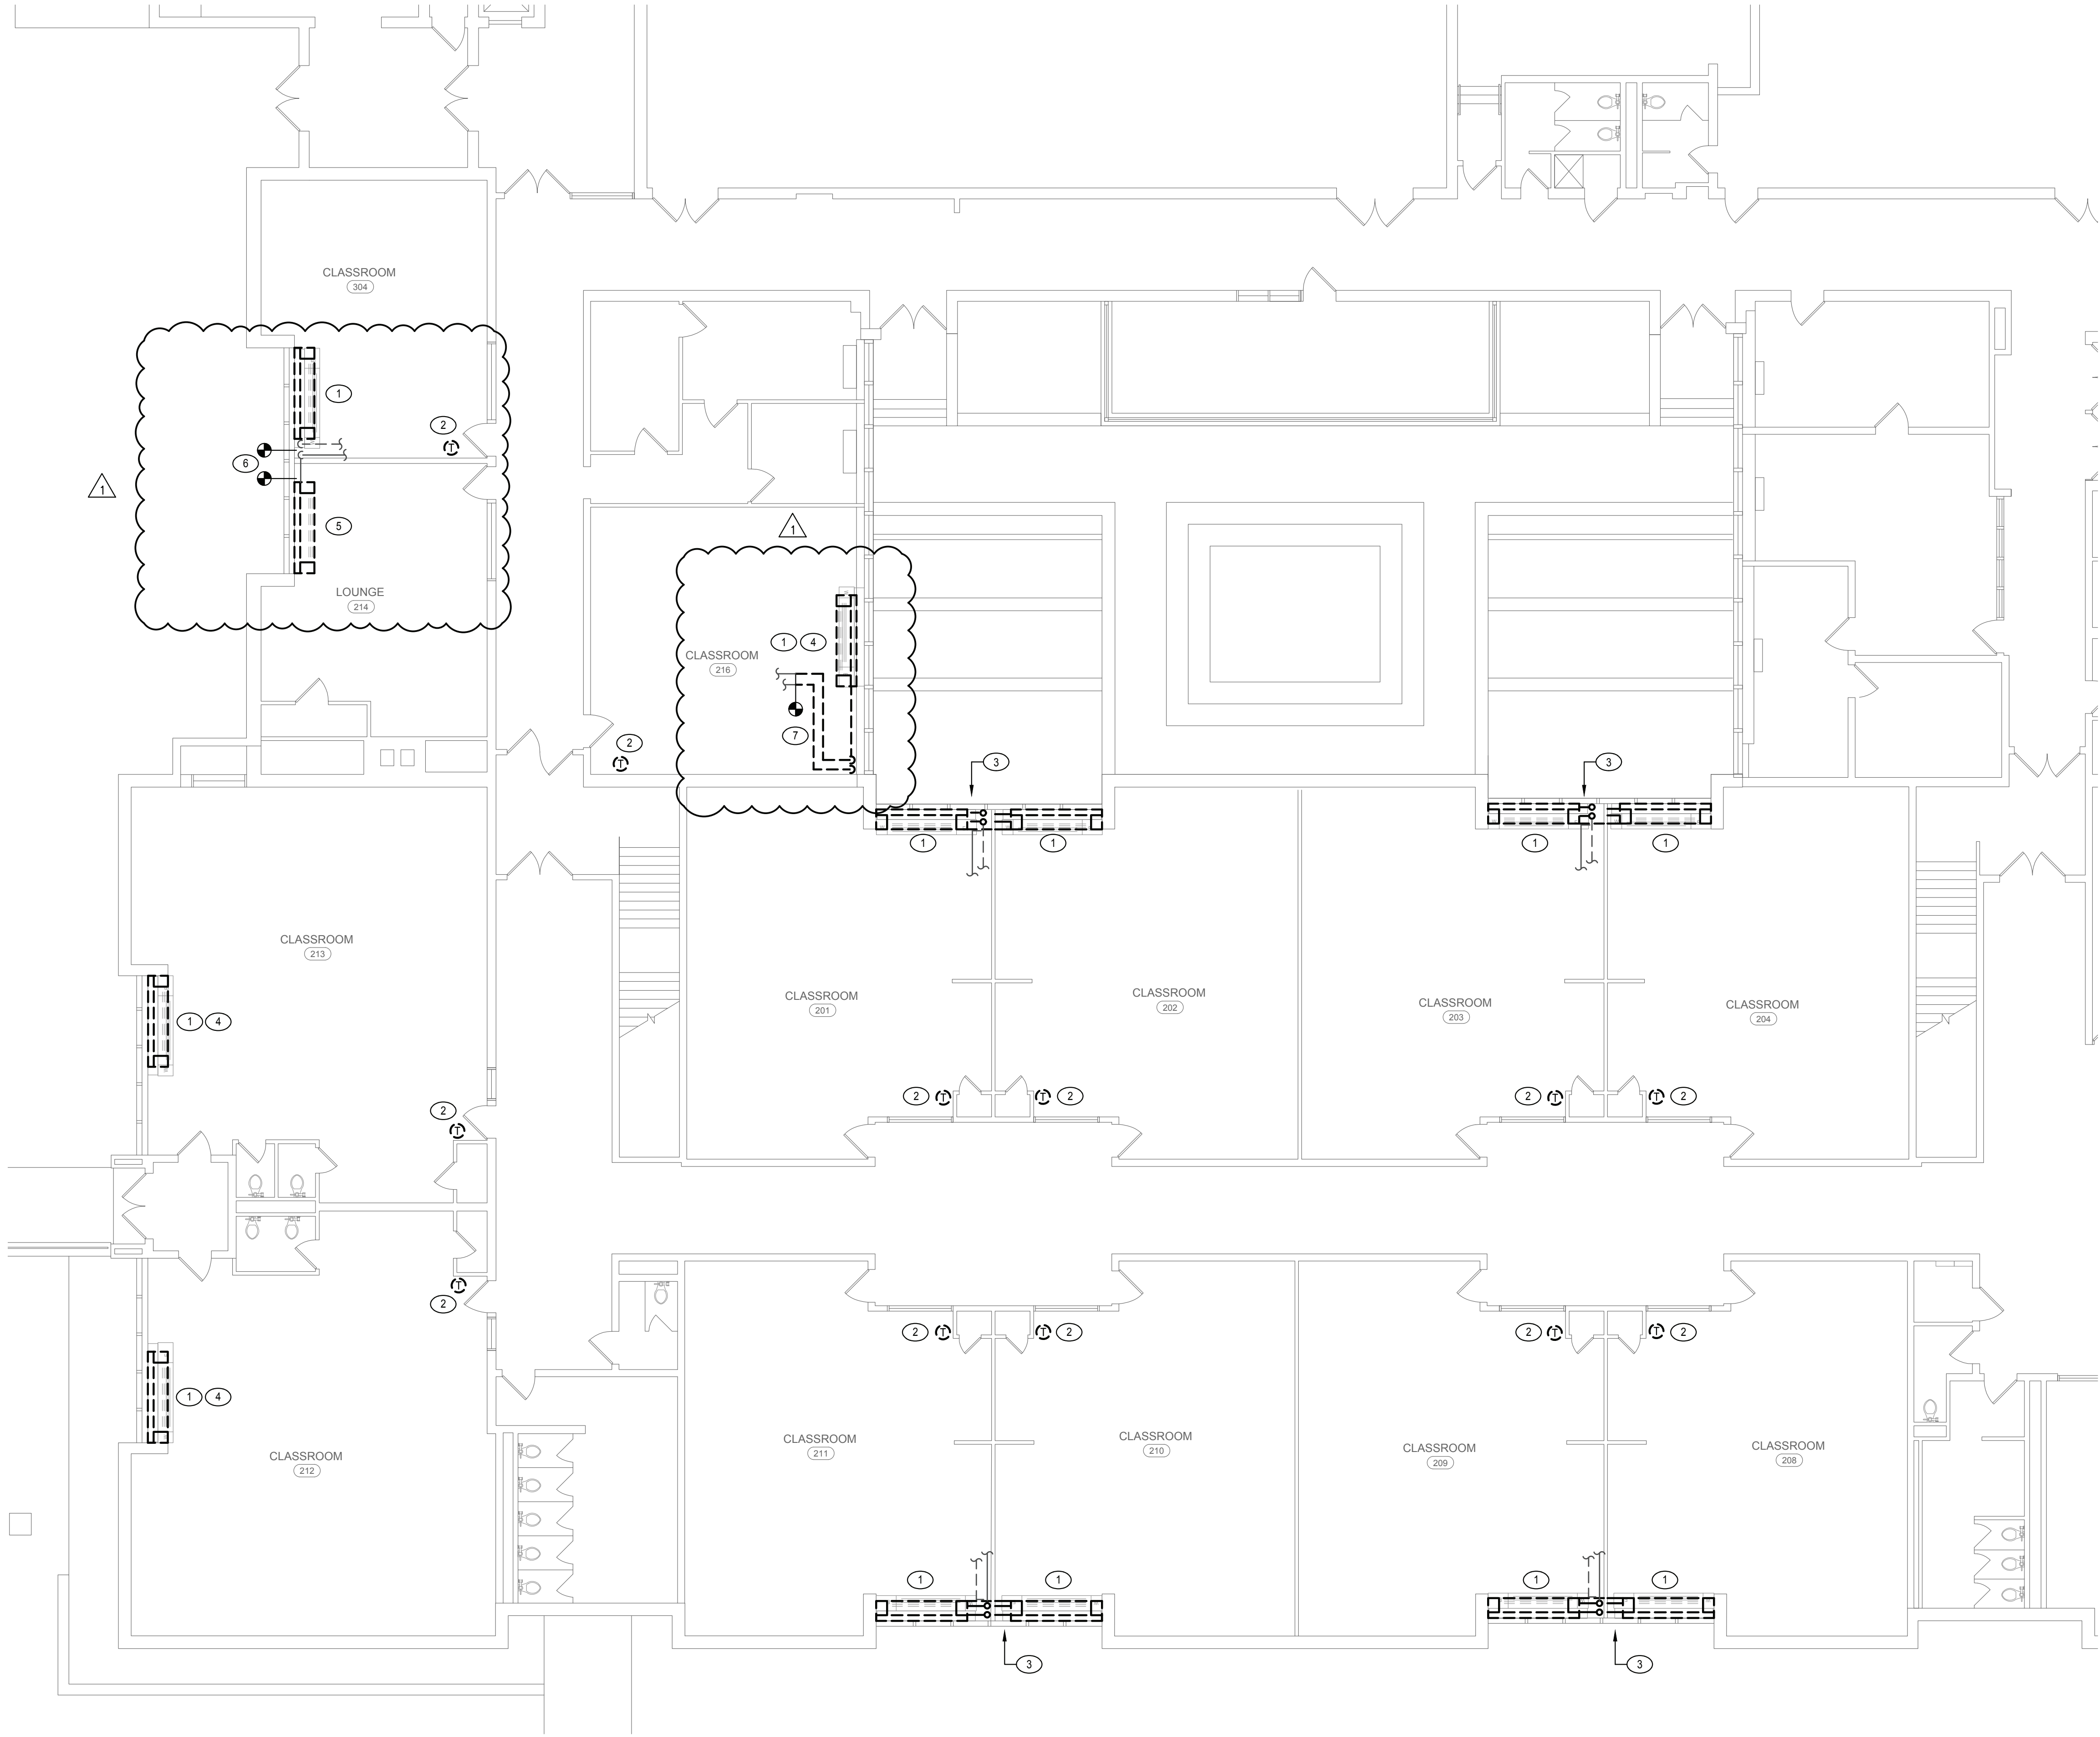 CLASSROOM
304
1
2
T
6
1
5
LOUNGE
214
1
1 4
CLASSROOM
216
7
2
T
3
3
1
1
1
1
CLASSROOM
213
CLASSROOM
201
CLASSROOM
202
CLASSROOM
203
CLASSROOM
204
1 4
2 T
T 2
2 T
T 2
2
T
T
2
2 T
T 2
2 T
T 2
1 4
CLASSROOM
212
CLASSROOM
211
CLASSROOM
210
CLASSROOM
209
CLASSROOM
208
1
1
1
1
3
3